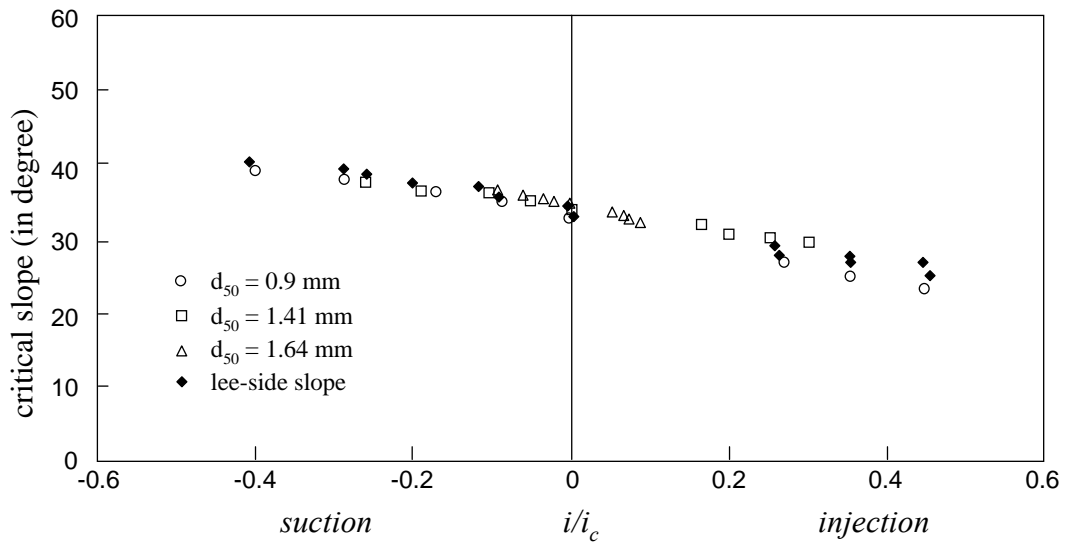 60
50
40
30
20
10
0
critical slope (in degree)
d50 = 0.9 mm
d50 = 1.41 mm
d50 = 1.64 mm
lee-side slope
-0.6 -0.4 -0.2 0 0.2 0.4 0.6
suction i/ic injection